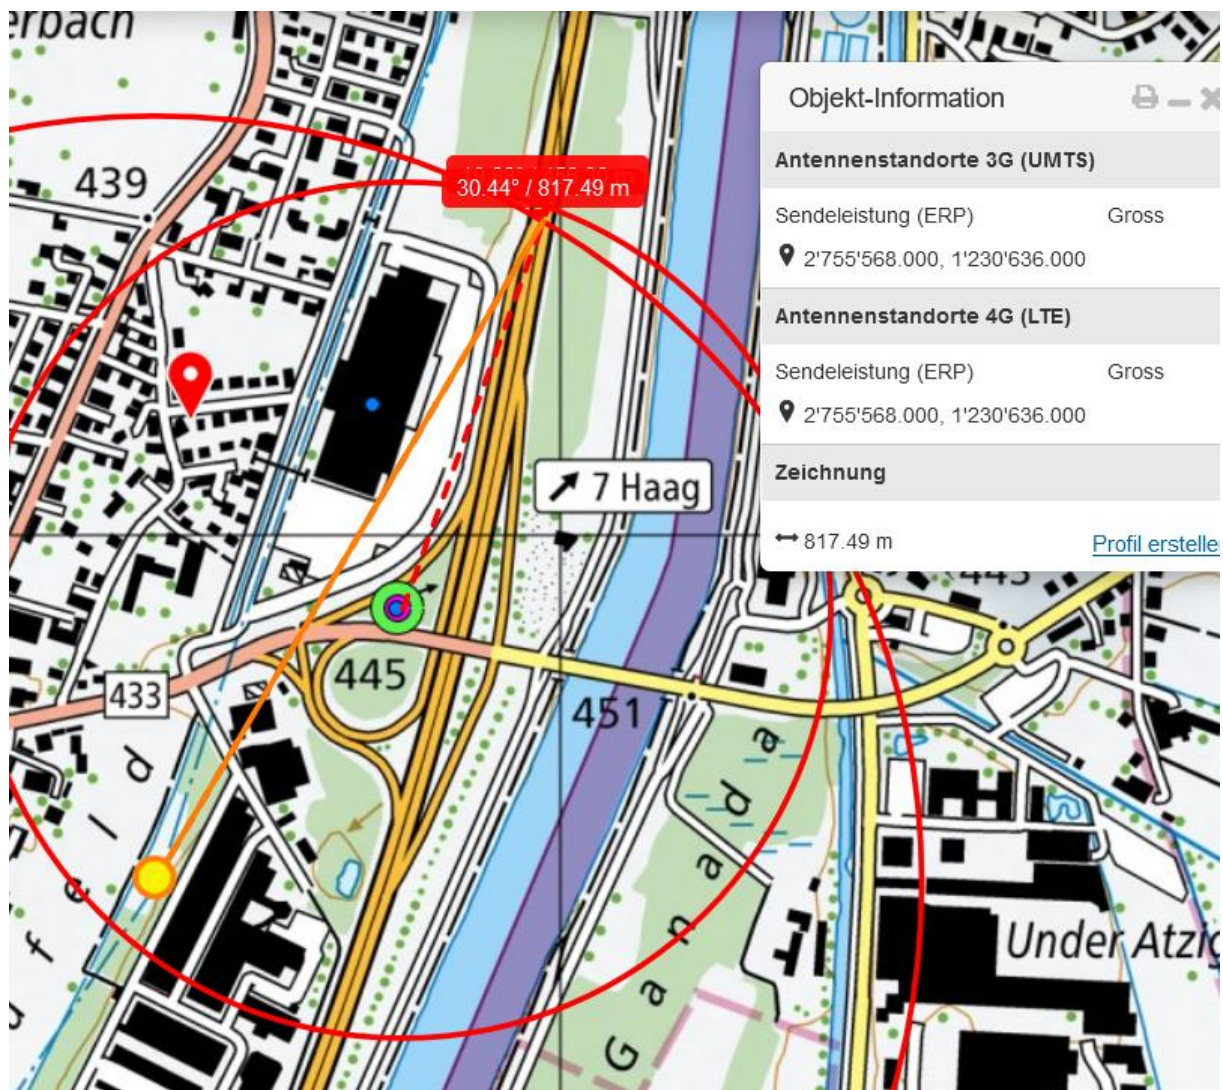 erbach
439
30.44° / 817.49 m
Objekt-Information
Antennenstandorte 3G (UMTS)
Sendeleistung (ERP) Gross
2'755'568.000, 1'230'636.000
Antennenstandorte 4G (LTE)
Sendeleistung (ERP) Gross
2'755'568.000, 1'230'636.000
Zeichnung
817.49 m Profil erstelle
7 Haag
445
433
451
u f e l d
G a n a d a
Under Atzig